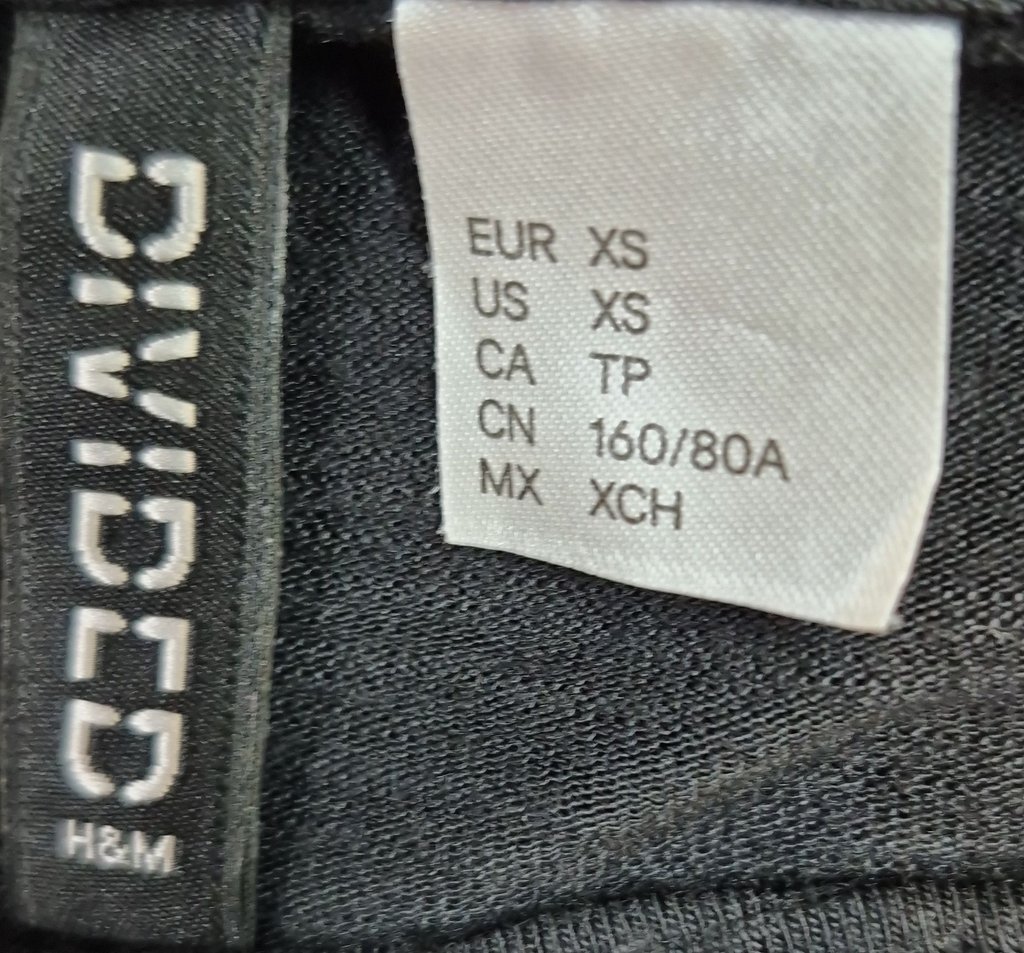 DIVIDED
H&M
EUR XS
US XS
CA TP
CN 160/80A
MX XCH